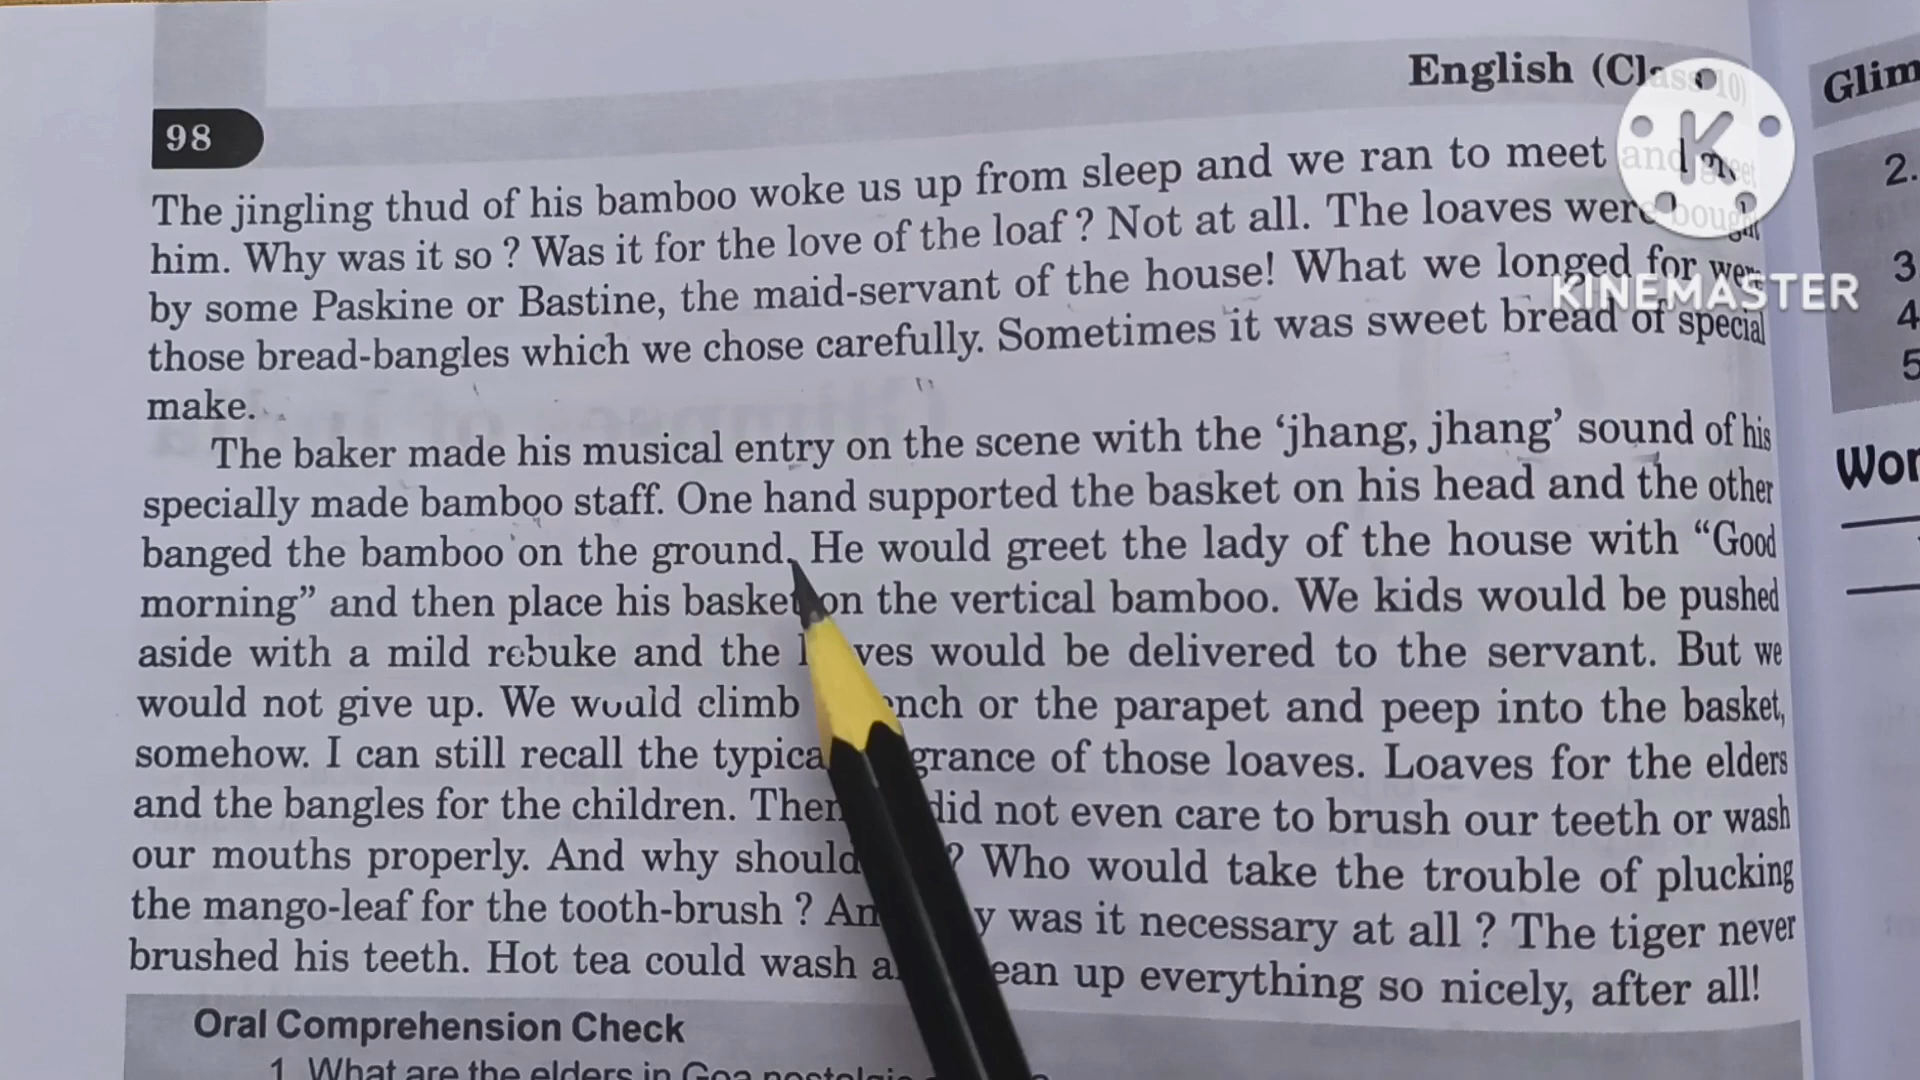 English (Class 10)
Glim
98
The jingling thud of his bamboo woke us up from sleep and we ran to meet and greet
him. Why was it so ? Was it for the love of the loaf ? Not at all. The loaves were bought
by some Paskine or Bastine, the maid-servant of the house! What we longed for were
those bread-bangles which we chose carefully. Sometimes it was sweet bread of special
make.
The baker made his musical entry on the scene with the ‘jhang, jhang’ sound of his
specially made bamboo staff. One hand supported the basket on his head and the other
banged the bamboo on the ground. He would greet the lady of the house with “Good
morning” and then place his basket on the vertical bamboo. We kids would be pushed
aside with a mild rebuke and the would be delivered to the servant. But we
would not give up. We would climb or the parapet and peep into the basket,
somehow. I can still recall the of those loaves. Loaves for the elders
and the bangles for the children. did not even care to brush our teeth or wash
our mouths properly. And why should ? Who would take the trouble of plucking
the mango-leaf for the tooth-brush ? was it necessary at all ? The tiger never
brushed his teeth. Hot tea could wash up everything so nicely, after all!
Oral Comprehension Check
1. What are the elders in Goa nostalgic
2.
3
4
5
Wor
KINEMASTER
K